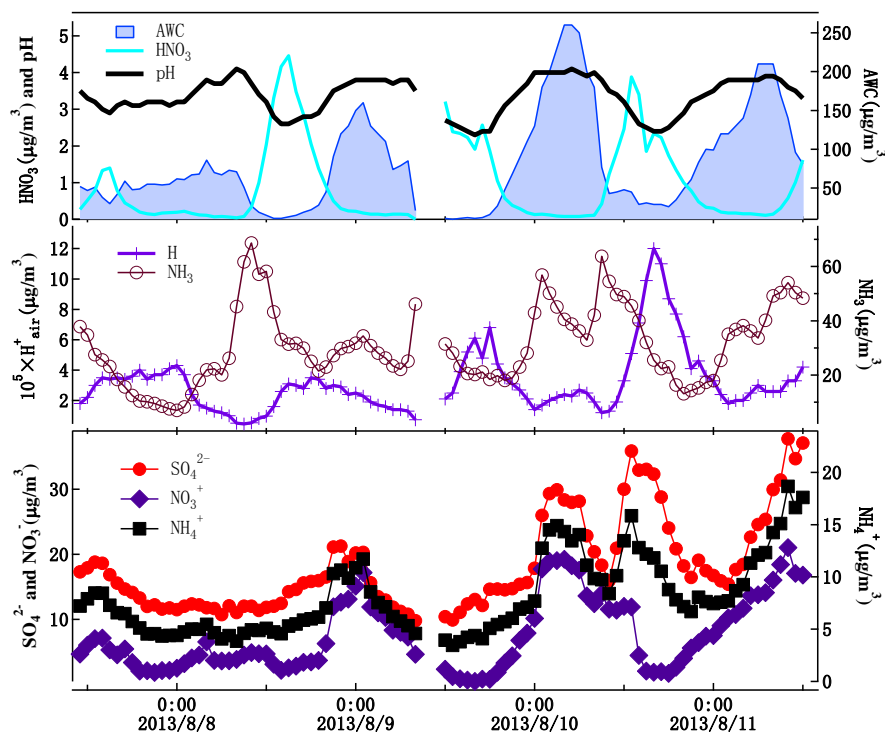 5
4
3
2
1
0
HNO3 (μg/m3) and pH
AWC
HNO3
pH
250
200
150
100
50
AWC(μg/m3)
12
10
8
6
4
2
10^5×H+air(μg/m3)
H
NH3
60
40
20
NH3(μg/m3)
30
20
10
SO4 2- and NO3-(μg/m3)
SO4 2-
NO3+
NH4+
20
15
10
5
0
NH4+(μg/m3)
0:00 0:00 0:00 0:00
2013/8/8 2013/8/9 2013/8/10 2013/8/11